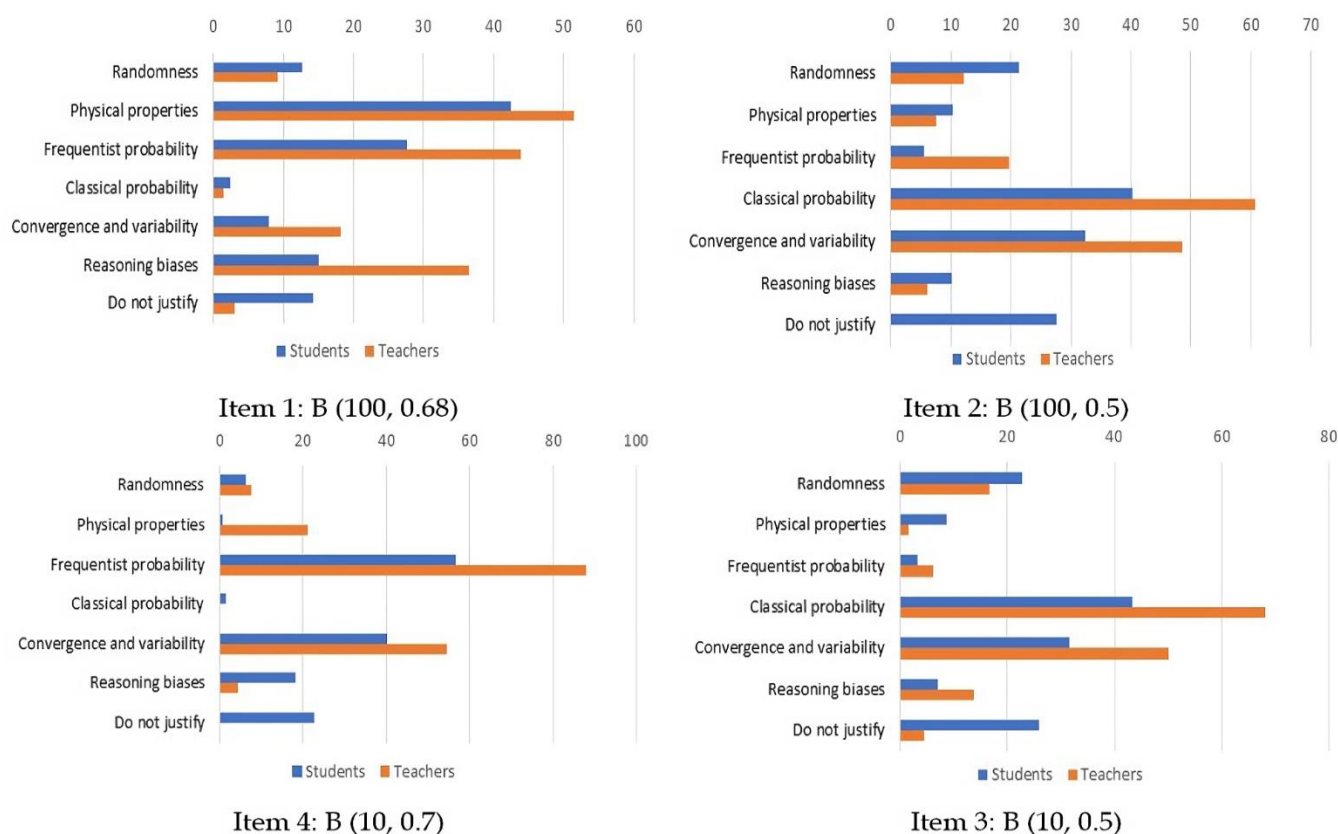 0 10 20 30 40 50 60
Randomness
Physical properties
Frequentist probability
Classical probability
Convergence and variability
Reasoning biases
Do not justify
Students Teachers
Item 1: B (100, 0.68)
0 10 20 30 40 50 60 70
Randomness
Physical properties
Frequentist probability
Classical probability
Convergence and variability
Reasoning biases
Do not justify
Students Teachers
Item 2: B (100, 0.5)
0 20 40 60 80 100
Randomness
Physical properties
Frequentist probability
Classical probability
Convergence and variability
Reasoning biases
Do not justify
Students Teachers
Item 4: B (10, 0.7)
0 20 40 60 80
Randomness
Physical properties
Frequentist probability
Classical probability
Convergence and variability
Reasoning biases
Do not justify
Students Teachers
Item 3: B (10, 0.5)